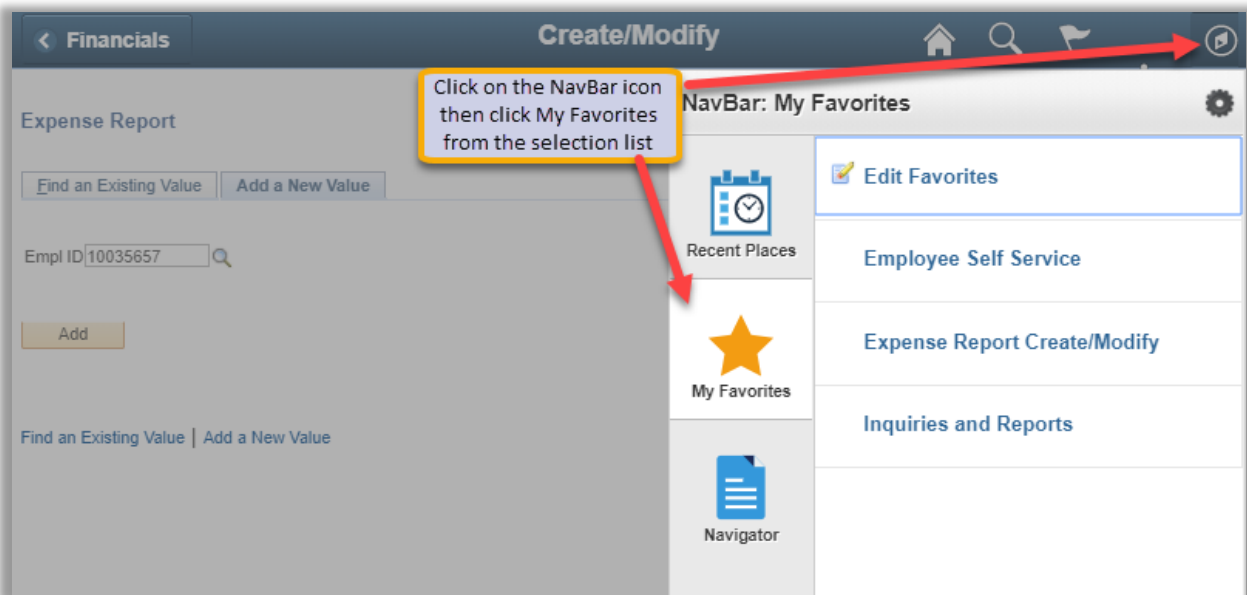 Financials
Create/Modify
Click on the NavBar icon
then click My Favorites
from the selection list
NavBar: My Favorites
Expense Report
Find an Existing Value
Add a New Value
Empl ID 10035657
Add
Find an Existing Value | Add a New Value
Recent Places
My Favorites
Navigator
Edit Favorites
Employee Self Service
Expense Report Create/Modify
Inquiries and Reports